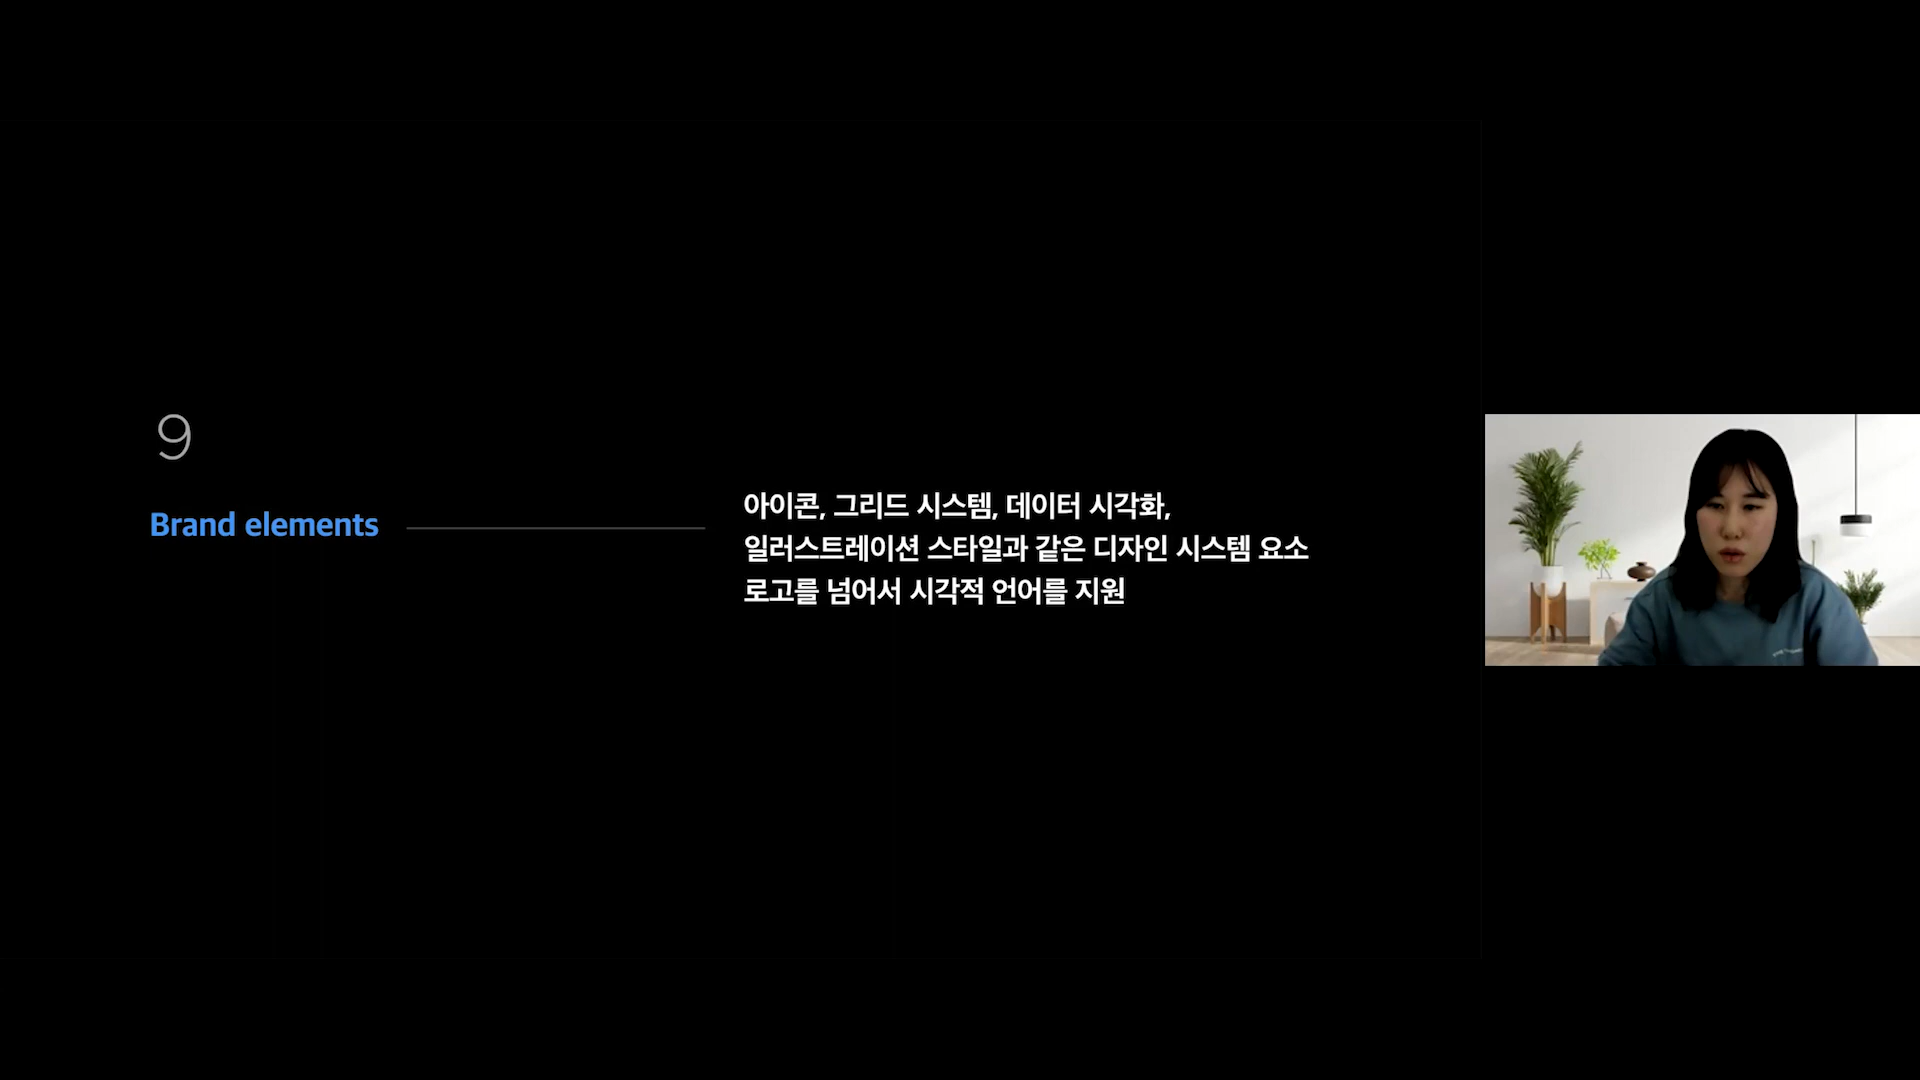 9
Brand elements
아이콘, 그리드 시스템, 데이터 시각화,
일러스트레이션 스타일과 같은 디자인 시스템 요소
로고를 넘어서 시각적 언어를 지원